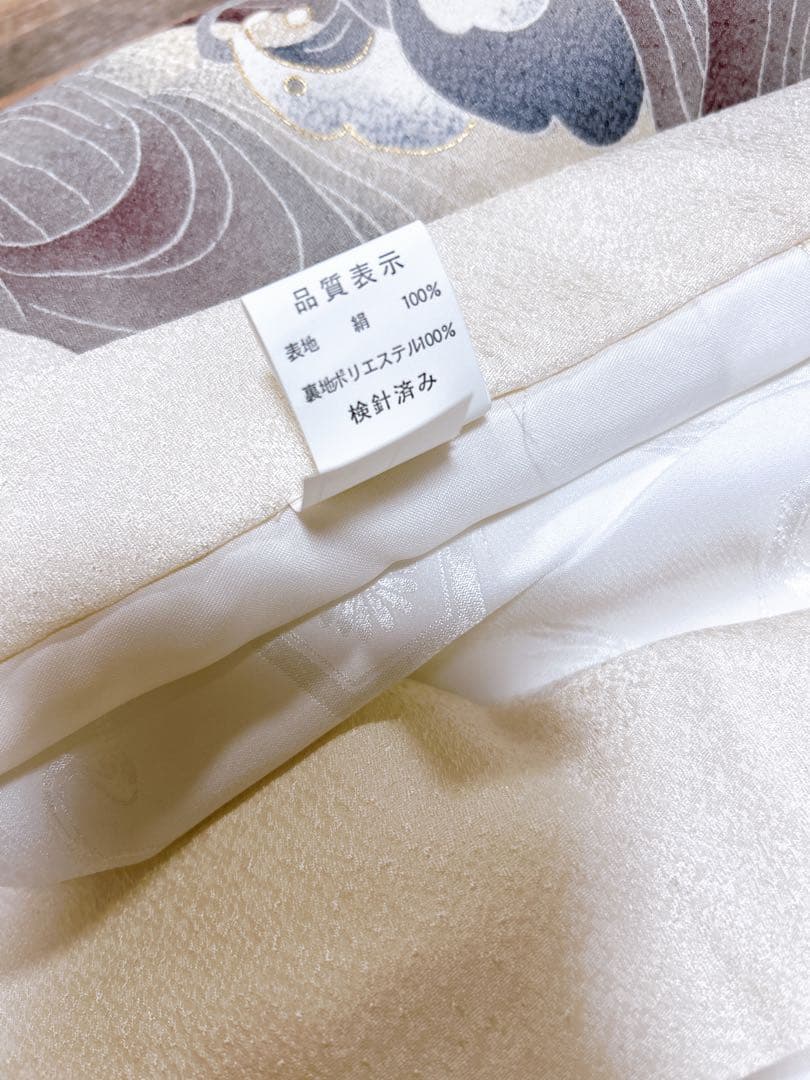 品質表示
表地 絹 100%
裏地ポリエステル100%
検針済み